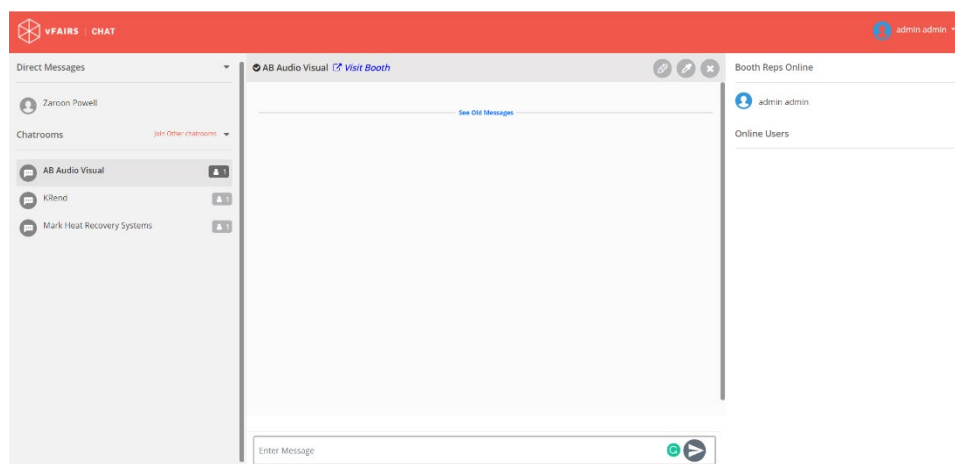 vFAIRS | CHAT
admin admin
Direct Messages
Zaroon Powell
Chatrooms
Join Other chatrooms
AB Audio Visual
1
KRend
1
Mark Heat Recovery Systems
1
AB Audio Visual Visit Booth
See Old Messages
Enter Message
Booth Reps Online
admin admin
Online Users